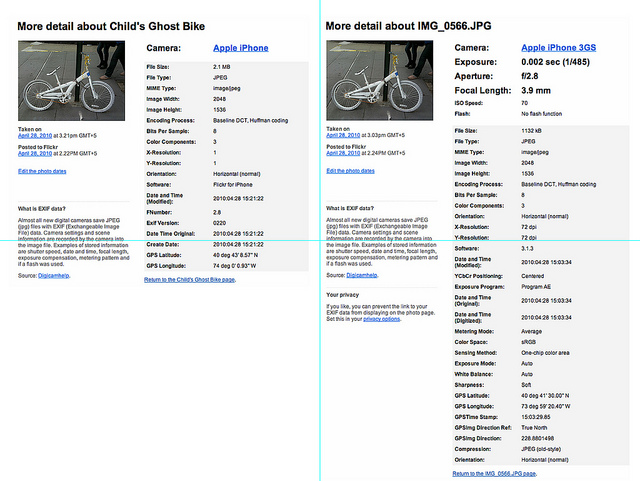 More detail about Child's Ghost Bike
Camera: Apple iPhone
File Size: 2.1 MB
File Type: JPEG
MIME Type: image/jpeg
Image Width: 2048
Image Height: 1536
Encoding Process: Baseline DCT, Huffman coding
Bits Per Sample: 8
Color Components: 3
X-Resolution: 1
Y-Resolution: 1
Orientation: Horizontal (normal)
Software: Flickr for iPhone
Date and Time
(Modified): 2010:04:28 15:21:22
FNumber: 2.8
Exif Version: 0220
Date Time Original: 2010:04:28 15:21:22
Create Date: 2010:04:28 15:21:22
GPS Latitude: 40 deg 43' 8.57" N
GPS Longitude: 74 deg 0' 0.93" W
Return to the Child's Ghost Bike page.
Taken on
April 28, 2010 at 3.21pm GMT+5
Posted to Flickr
April 28, 2010 at 2.22PM GMT-5
Edit the photo dates
What is EXIF data?
Almost all new digital cameras save JPEG
(jpg) files with EXIF (Exchangeable Image
File) data. Camera settings and scene
information are recorded by the camera into
the image file. Examples of stored information
are shutter speed, date and time, focal length,
exposure compensation, metering pattern and
if a flash was used.
Source: Digicamhelp.
More detail about IMG_0566.JPG
Camera: Apple iPhone 3GS
Exposure: 0.002 sec (1/485)
Aperture: f/2.8
Focal Length: 3.9 mm
ISO Speed: 70
Flash: No flash function
File Size: 1132 kB
File Type: JPEG
MIME Type: image/jpeg
Image Width: 2048
Image Height: 1536
Encoding Process: Baseline DCT, Huffman coding
Bits Per Sample: 8
Color Components: 3
Orientation: Horizontal (normal)
X-Resolution: 72 dpi
Y-Resolution: 72 dpi
Software: 3.1.3
Date and Time
(Modified): 2010:04:28 15:03:34
YCbCr Positioning: Centered
Exposure Program: Program AE
Date and Time
(Original): 2010:04:28 15:03:34
Date and Time
(Digitized): 2010:04:28 15:03:34
Metering Mode: Average
Color Space: sRGB
Sensing Method: One-chip color area
Exposure Mode: Auto
White Balance: Auto
Sharpness: Soft
GPS Latitude: 40 deg 41' 30.00" N
GPS Longitude: 73 deg 59' 20.40" W
GPSTime Stamp: 15:03:29.85
GPSImg Direction Ref: True North
GPSImg Direction: 228.8801498
Compression: JPEG (old-style)
Orientation: Horizontal (normal)
Return to the IMG_0566.JPG page.
Taken on
April 28, 2010 at 3.03pm GMT+5
Posted to Flickr
April 28, 2010 at 2.24PM GMT-5
Edit the photo dates
What is EXIF data?
Almost all new digital cameras save JPEG
(jpg) files with EXIF (Exchangeable Image
File) data. Camera settings and scene
information are recorded by the camera into
the image file. Examples of stored information
are shutter speed, date and time, focal length,
exposure compensation, metering pattern and
if a flash was used.
Source: Digicamhelp.
Your privacy
If you like, you can prevent the link to your
EXIF data from displaying on the photo page.
Set this in your privacy options.